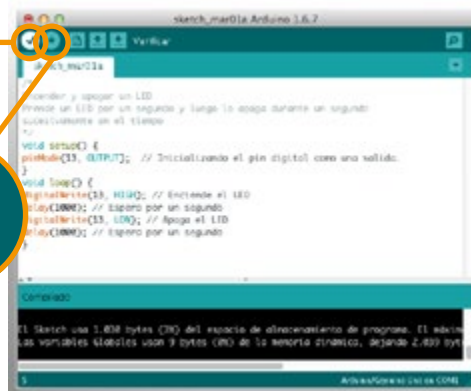 sketch_mar01a Arduino 1.6.7
Verificar
sketch_mar01a
/*
Encender y apagar un LED
Prende un LED por un segundo y luego lo apaga durante un segundo
sucesivamente en el tiempo
*/
void setup() {
pinMode(13, OUTPUT); // Inicializando el pin digital como una salida.
}
void loop() {
digitalWrite(13, HIGH); // Enciende el LED
delay(1000); // Espera por un segundo
digitalWrite(13, LOW); // Apaga el LED
delay(1000); // Espera por un segundo
}
Compilado
El Sketch usa 1.030 bytes (3%) del espacio de almacenamiento de programa. El máximo
Las variables Globales usan 9 bytes (0%) de la memoria dinámica, dejando 2.039 byt
5
Arduino/Genuino Uno on COM1